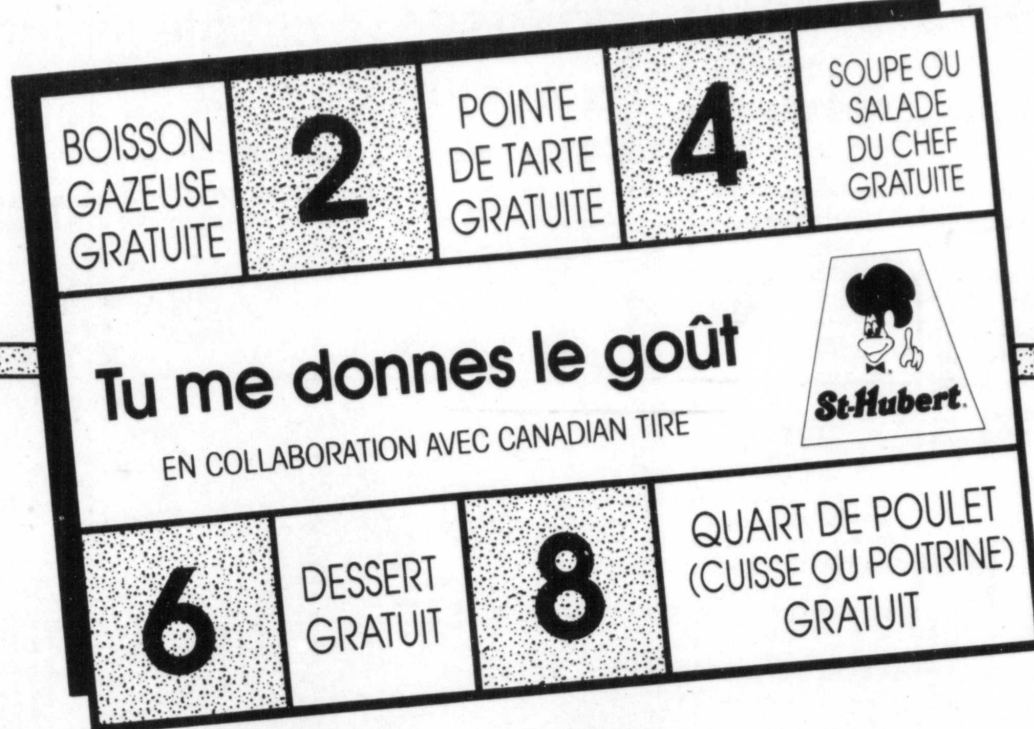 BOISSON
GAZEUSE
GRATUITE
2
POINTE
DE TARTE
GRATUITE
4
SOUPE OU
SALADE
DU CHEF
GRATUITE
Tu me donnes le goût
EN COLLABORATION AVEC CANADIAN TIRE
St-Hubert
6
DESSERT
GRATUIT
8
QUART DE POULET
(CUISSE OU POITRINE)
GRATUIT